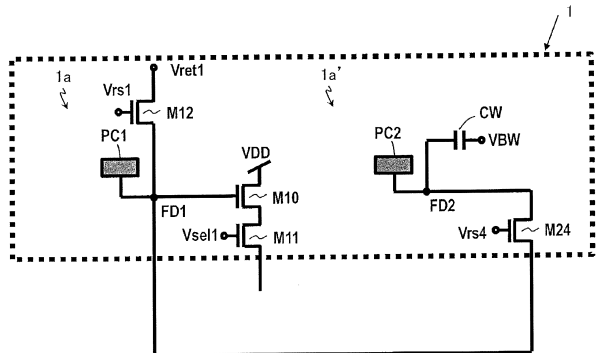 1
1a
Vret1
1a'
Vrs1
M12
CW
PC1
PC2
VBW
VDD
M10
FD1
FD2
Vsel1
M11
Vrs4
M24